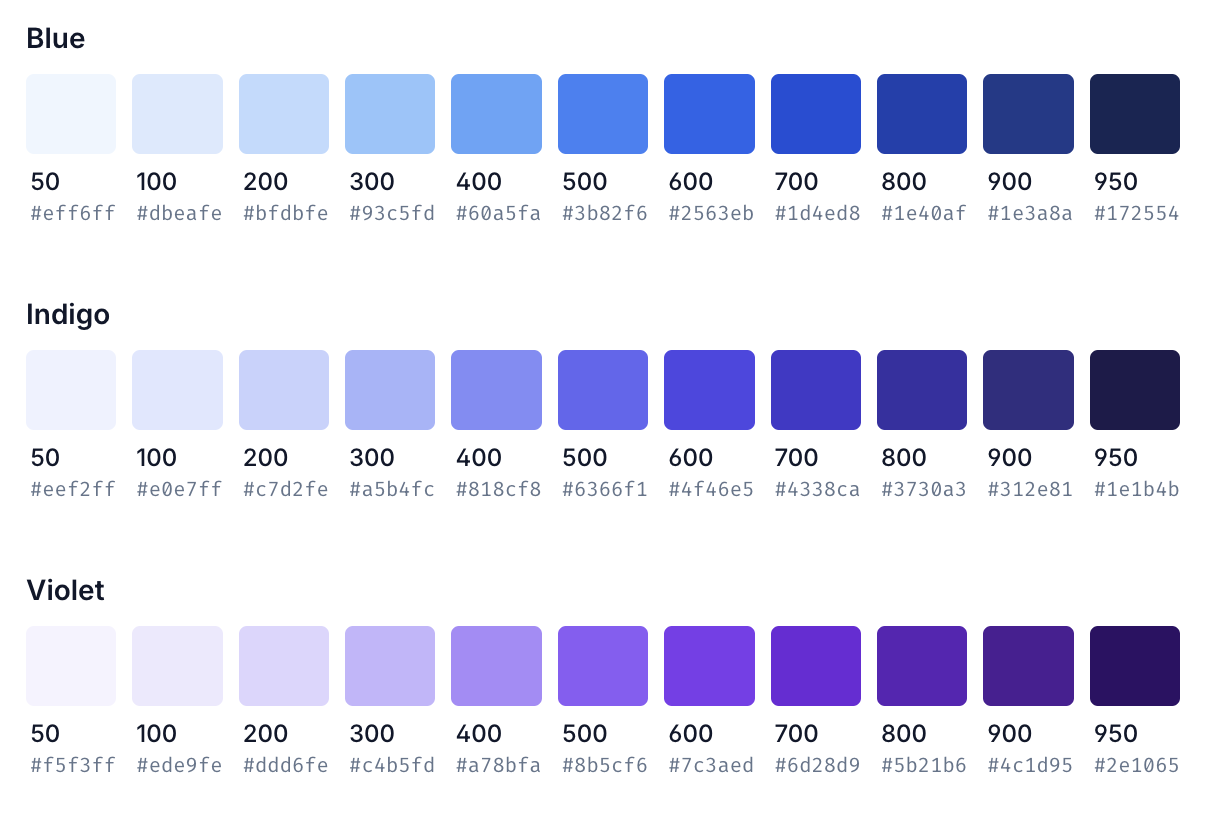 Blue
50 100 200 300 400 500 600 700 800 900 950
#eff6ff #dbeafe #bfdbfe #93c5fd #60a5fa #3b82f6 #2563eb #1d4ed8 #1e40af #1e3a8a #172554
Indigo
50 100 200 300 400 500 600 700 800 900 950
#eef2ff #e0e7ff #c7d2fe #a5b4fc #818cf8 #6366f1 #4f46e5 #4338ca #3730a3 #312e81 #1e1b4b
Violet
50 100 200 300 400 500 600 700 800 900 950
#f5f3ff #ede9fe #ddd6fe #c4b5fd #a78bfa #8b5cf6 #7c3aed #6d28d9 #5b21b6 #4c1d95 #2e1065